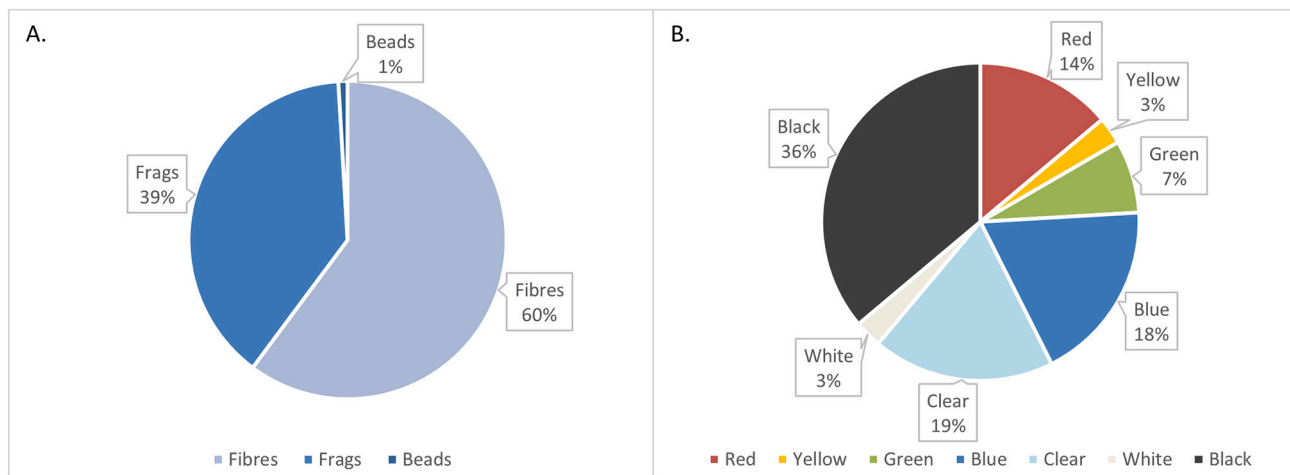 A.
Beads
1%
Frags
39%
Fibres
60%
Fibres Frags Beads
B.
Red
14%
Yellow
3%
Green
7%
Blue
18%
Clear
19%
White
3%
Black
36%
Red Yellow Green Blue Clear White Black